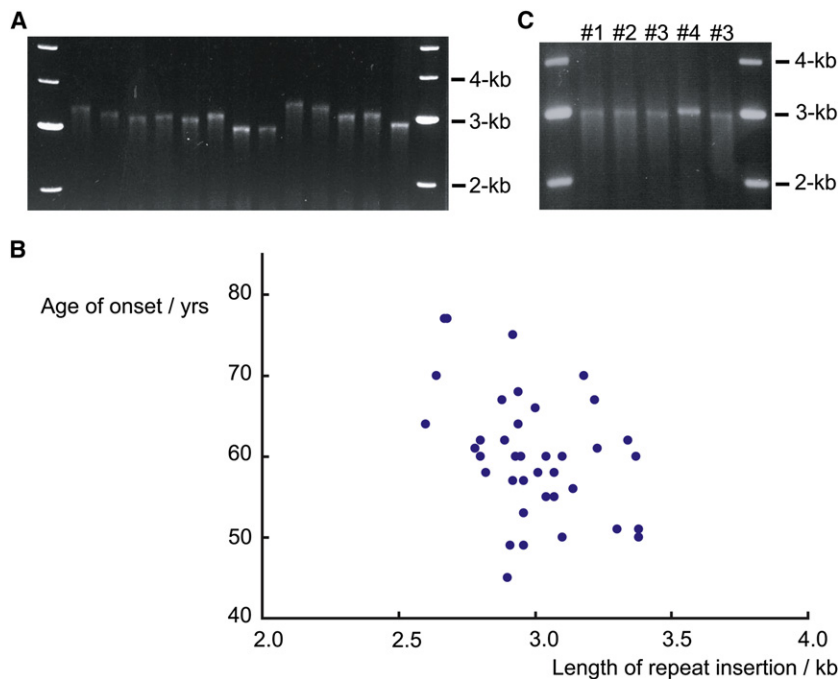 A
4-kb
3-kb
2-kb
C
#1 #2 #3 #4 #3
4-kb
3-kb
2-kb
B
Age of onset / yrs
80
70
60
50
40
2.0 2.5 3.0 3.5 4.0
Length of repeat insertion / kb